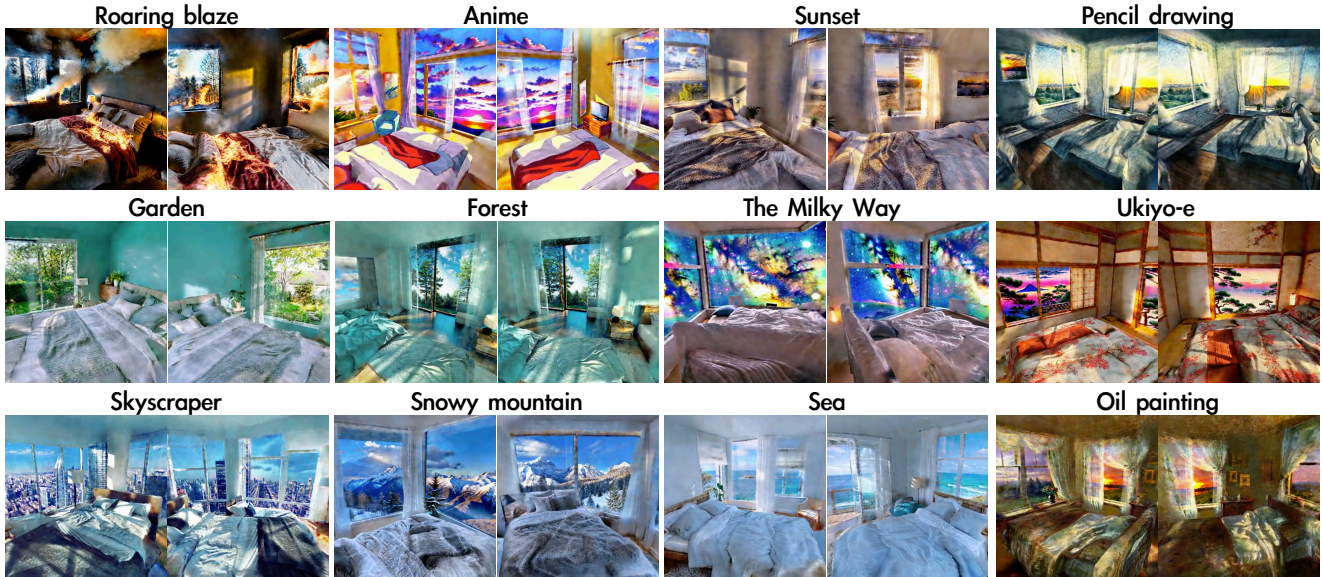 Roaring blaze
Anime
Sunset
Pencil drawing
Garden
Forest
The Milky Way
Ukiyo-e
Skyscraper
Snowy mountain
Sea
Oil painting